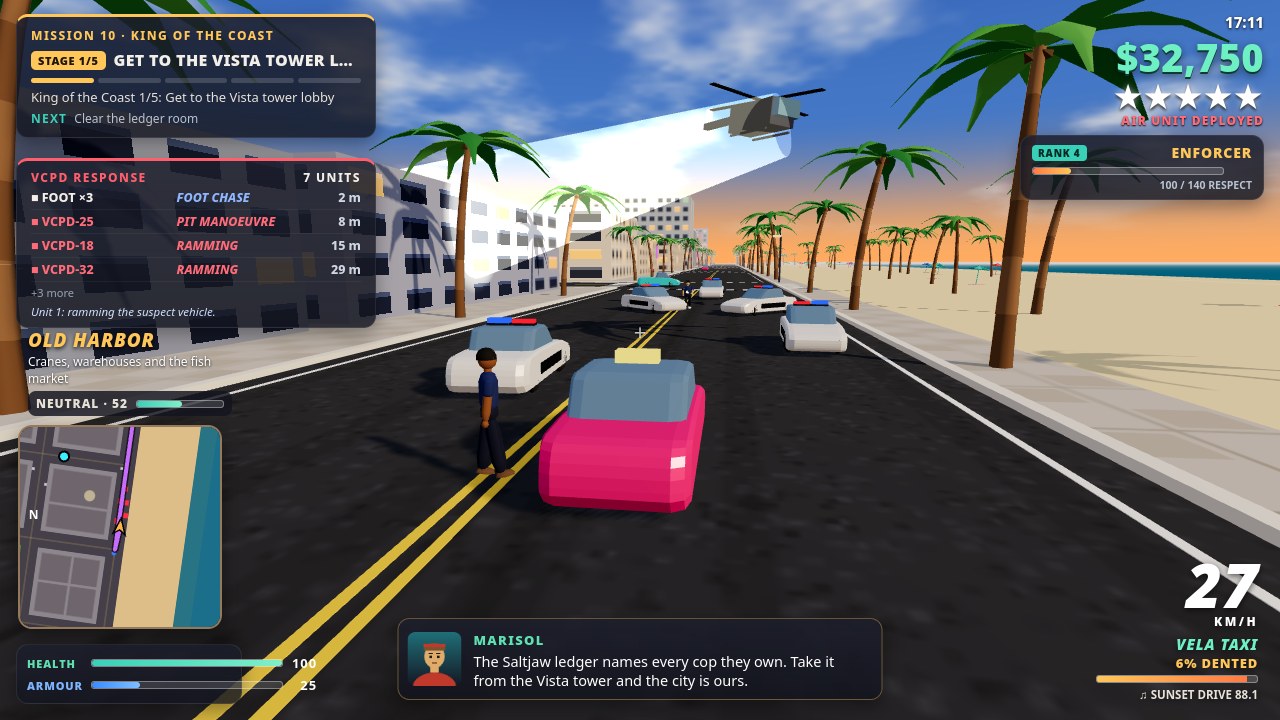 MISSION 10 · KING OF THE COAST
STAGE 1/5 GET TO THE VISTA TOWER L…
King of the Coast 1/5: Get to the Vista tower lobby
NEXT Clear the ledger room
VCPD RESPONSE 7 UNITS
■ FOOT ×3 FOOT CHASE 2 m
■ VCPD-25 PIT MANOEUVRE 8 m
■ VCPD-18 RAMMING 15 m
■ VCPD-32 RAMMING 29 m
+3 more
Unit 1: ramming the suspect vehicle.
OLD HARBOR
Cranes, warehouses and the fish
market
NEUTRAL · 52
N
HEALTH 100
ARMOUR 25
MARISOL
The Saltjaw ledger names every cop they own. Take it
from the Vista tower and the city is ours.
17:11
$32,750
★★★★★
AIR UNIT DEPLOYED
RANK 4 ENFORCER
100 / 140 RESPECT
27
KM/H
VELA TAXI
6% DENTED
♫ SUNSET DRIVE 88.1